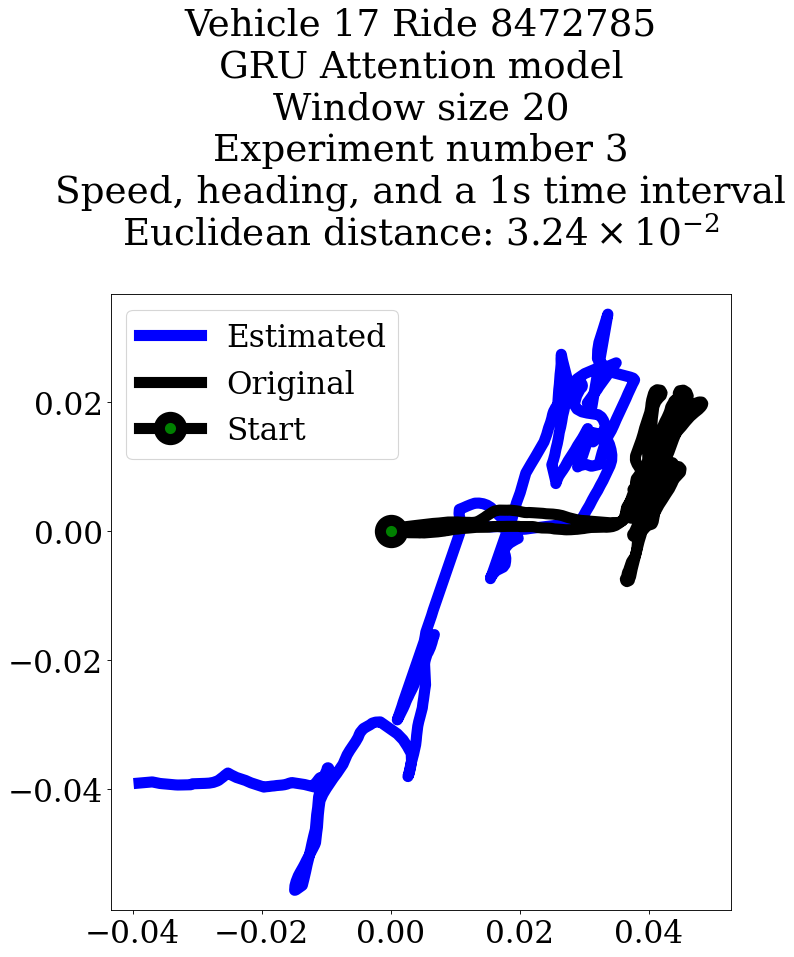 Vehicle 17 Ride 8472785
GRU Attention model
Window size 20
Experiment number 3
Speed, heading, and a 1s time interval
Euclidean distance: 3.24 × 10⁻²
Estimated
Original
Start
0.02
0.00
−0.02
−0.04
−0.04 −0.02 0.00 0.02 0.04